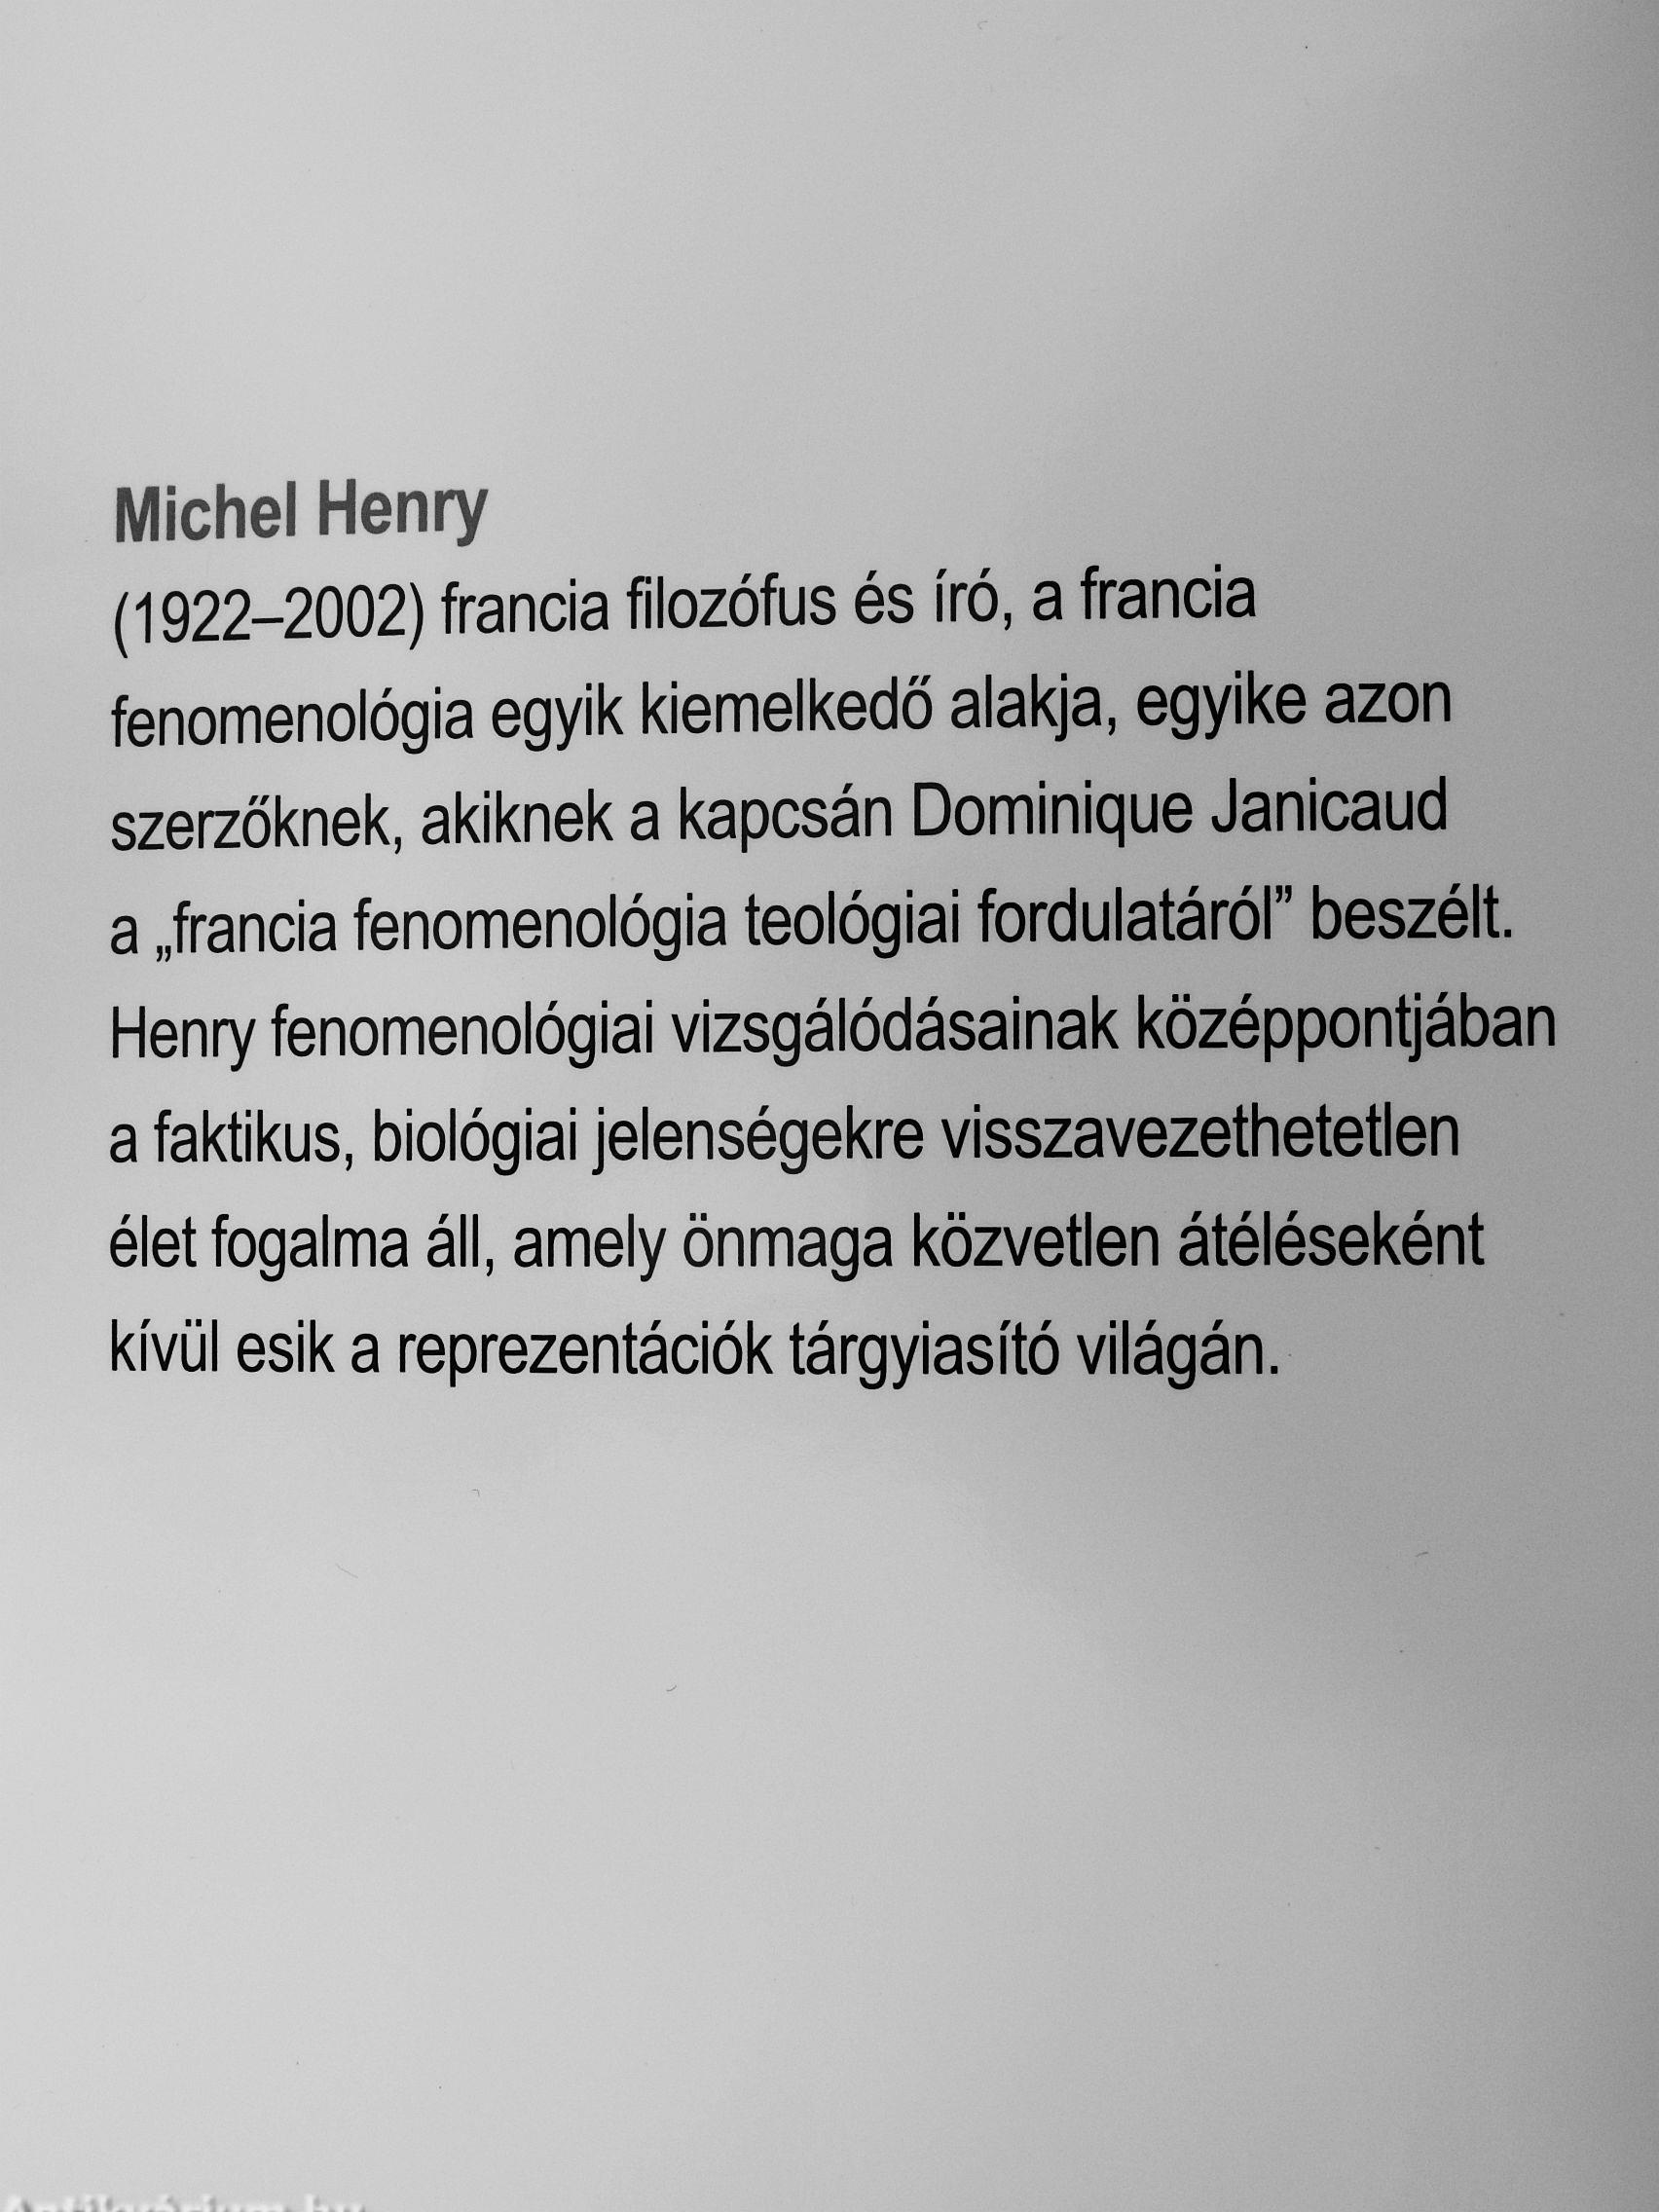 Michel Henry
(1922–2002) francia filozófus és író, a francia
fenomenológia egyik kiemelkedő alakja, egyike azon
szerzőknek, akiknek a kapcsán Dominique Janicaud
a „francia fenomenológia teológiai fordulatáról” beszélt.
Henry fenomenológiai vizsgálódásainak középpontjában
a faktikus, biológiai jelenségekre visszavezethetetlen
élet fogalma áll, amely önmaga közvetlen átéléseként
kívül esik a reprezentációk tárgyiasító világán.